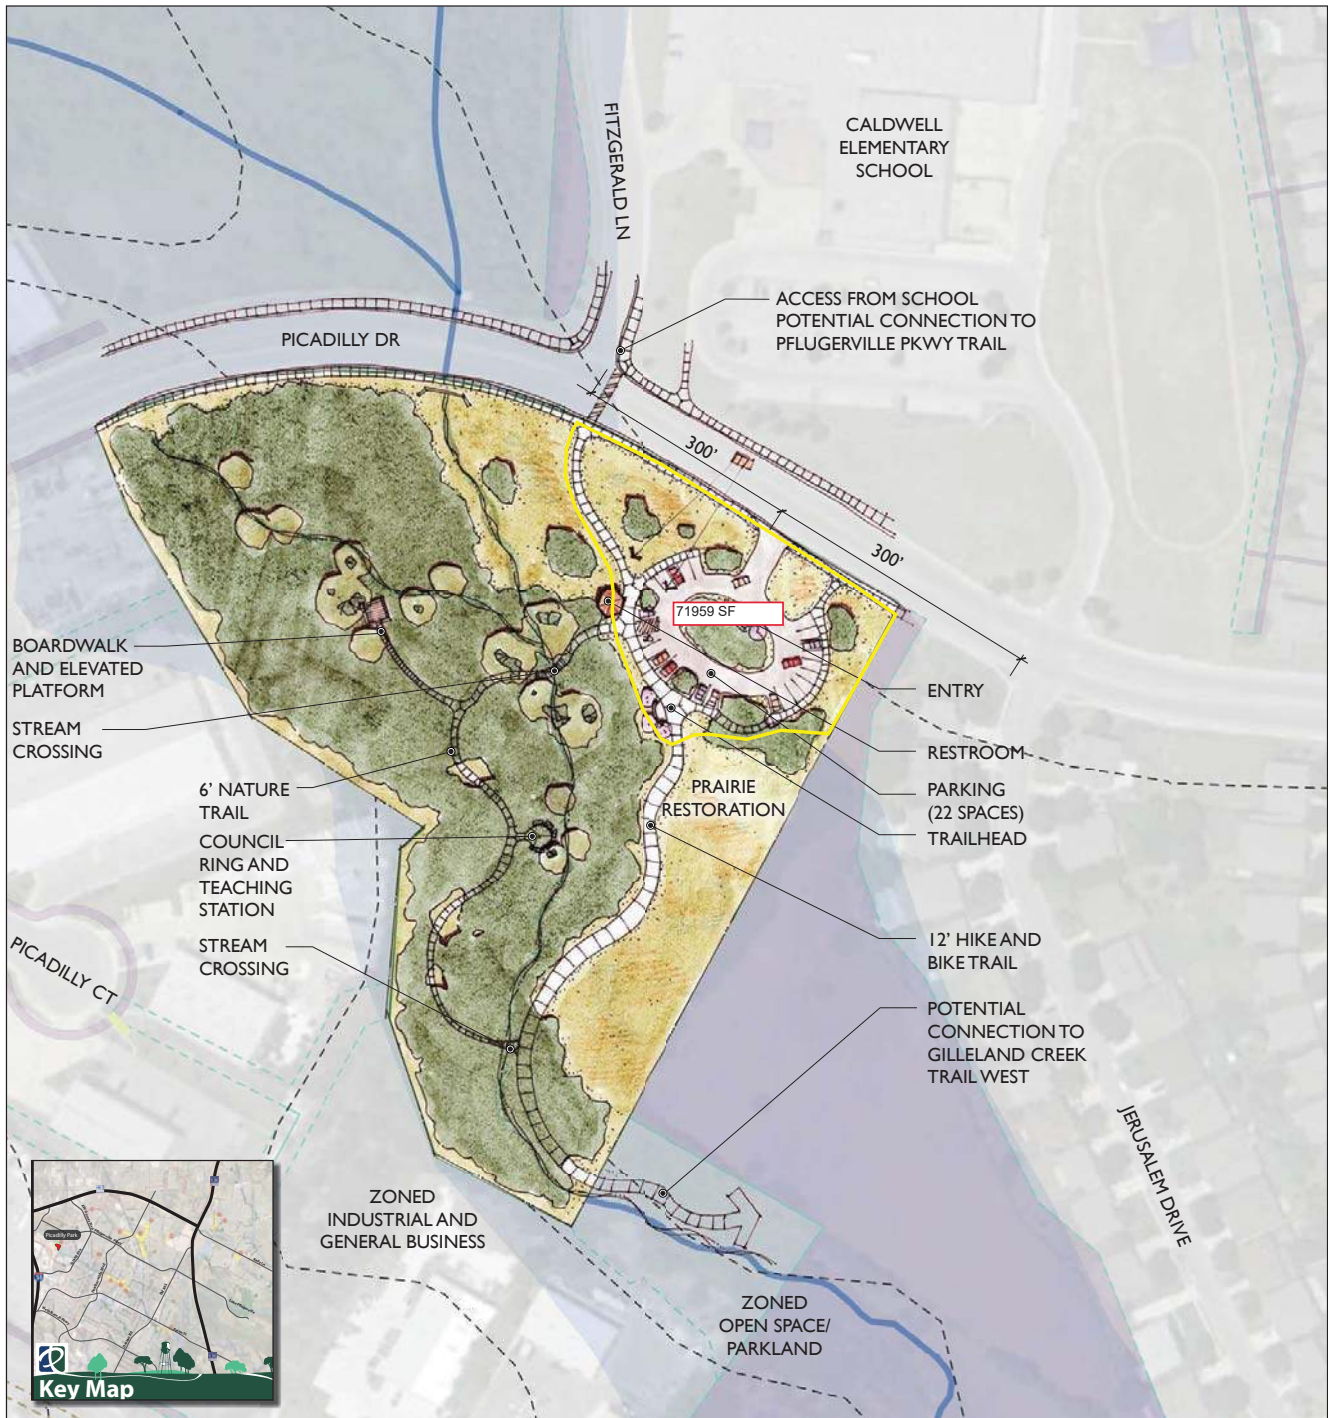 CALDWELL
ELEMENTARY
SCHOOL
FITZGERALD LN
ACCESS FROM SCHOOL
POTENTIAL CONNECTION TO
PFLUGERVILLE PKWY TRAIL
PICADILLY DR
300’
300’
71959 SF
BOARDWALK
AND ELEVATED
PLATFORM
STREAM
CROSSING
6’ NATURE
TRAIL
COUNCIL
RING AND
TEACHING
STATION
STREAM
CROSSING
PICADILLY CT
PRAIRIE
RESTORATION
ENTRY
RESTROOM
PARKING
(22 SPACES)
TRAILHEAD
12’ HIKE AND
BIKE TRAIL
POTENTIAL
CONNECTION TO
GILLELAND CREEK
TRAIL WEST
JERUSALEM DRIVE
ZONED
INDUSTRIAL AND
GENERAL BUSINESS
ZONED
OPEN SPACE/
PARKLAND
Picadilly Park
Key Map